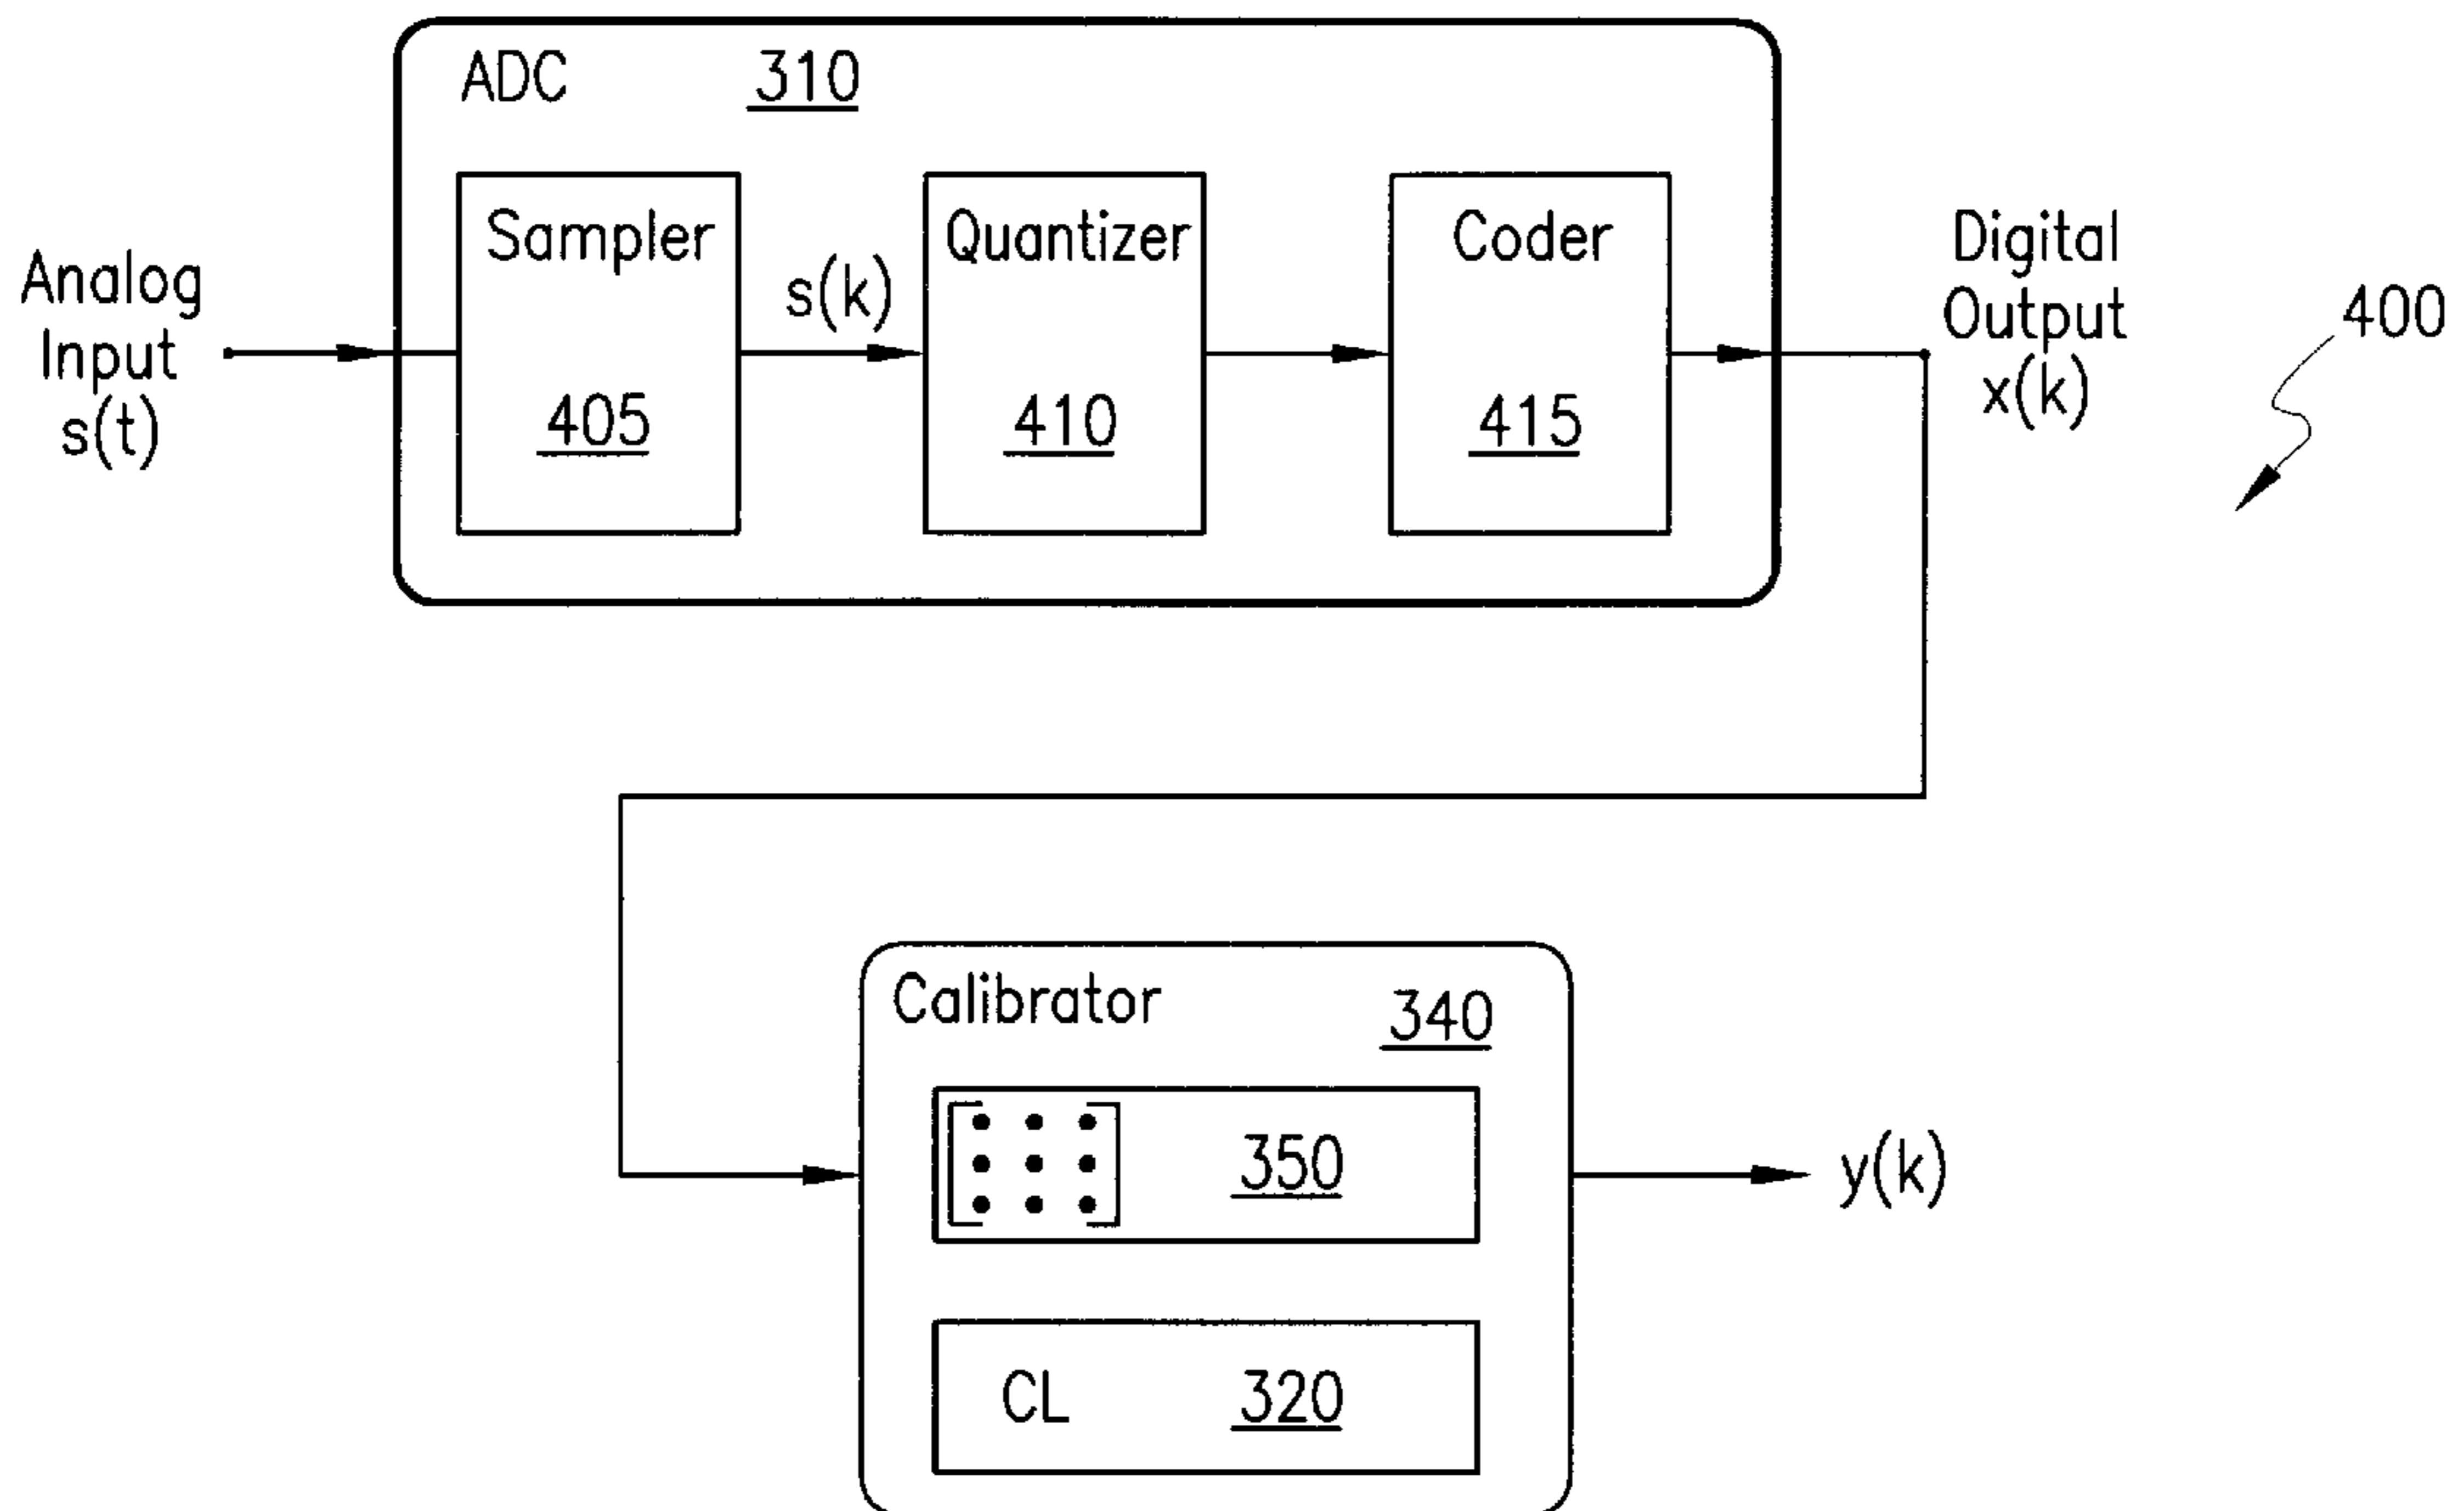 ADC 310
Sampler
405
s(k)
Quantizer
410
Coder
415
Analog
Input
s(t)
Digital
Output
x(k)
400
Calibrator 340
350
CL 320
y(k)